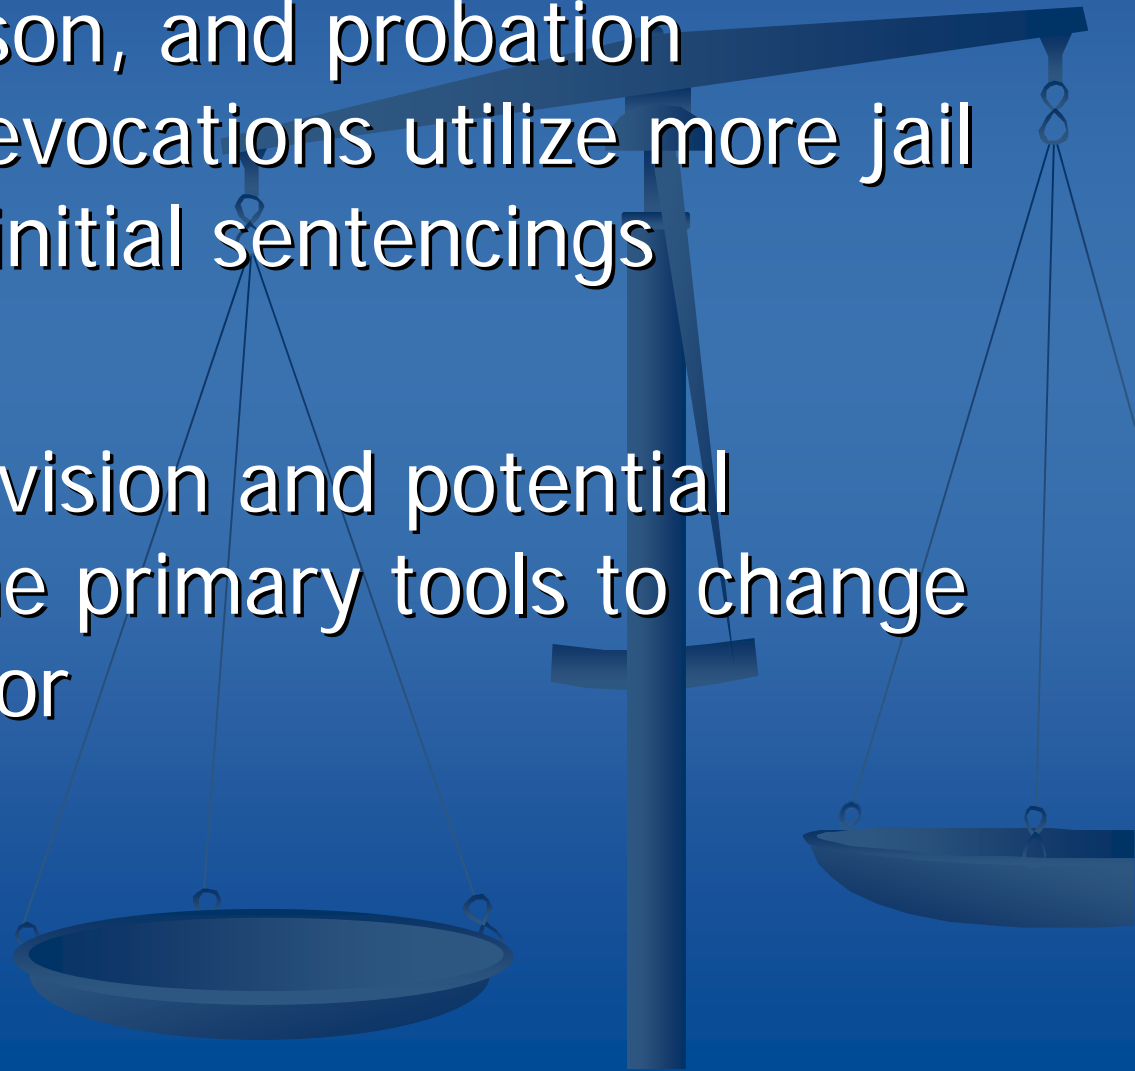 son, and probation
evocations utilize more jail
initial sentencings
vision and potential
e primary tools to change
or